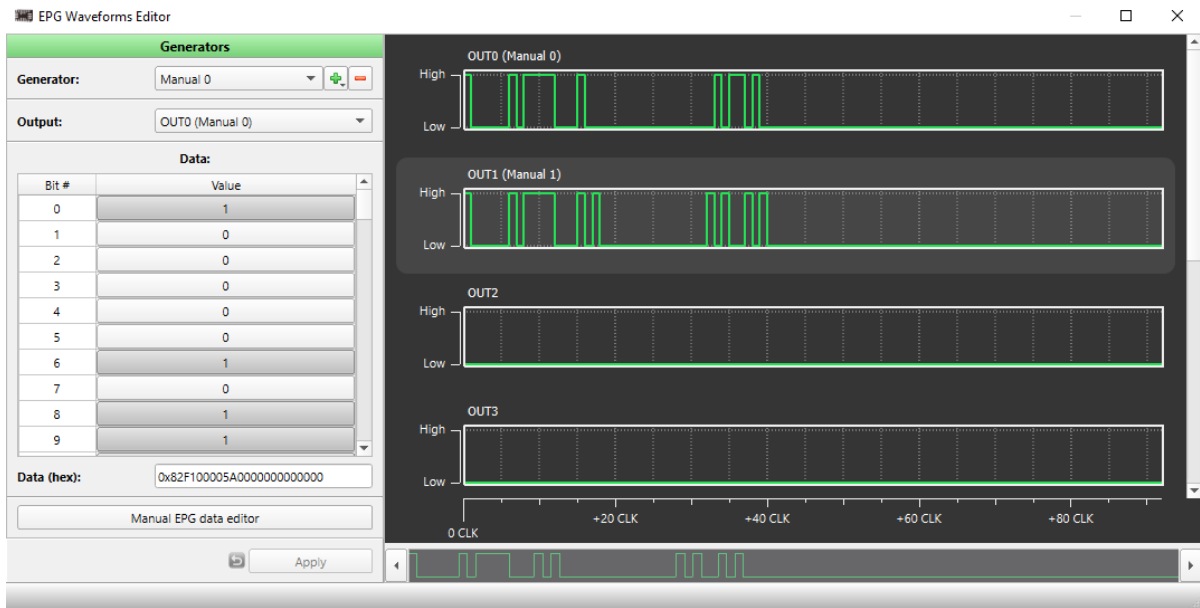 EPG Waveforms Editor
Generators
Generator: Manual 0
Output: OUT0 (Manual 0)
Data:
Bit # Value
0 1
1 0
2 0
3 0
4 0
5 0
6 1
7 0
8 1
9 1
Data (hex): 0x82F100005A0000000000000
Manual EPG data editor
Apply
OUT0 (Manual 0)
High
Low
OUT1 (Manual 1)
High
Low
OUT2
High
Low
OUT3
High
Low
0 CLK +20 CLK +40 CLK +60 CLK +80 CLK